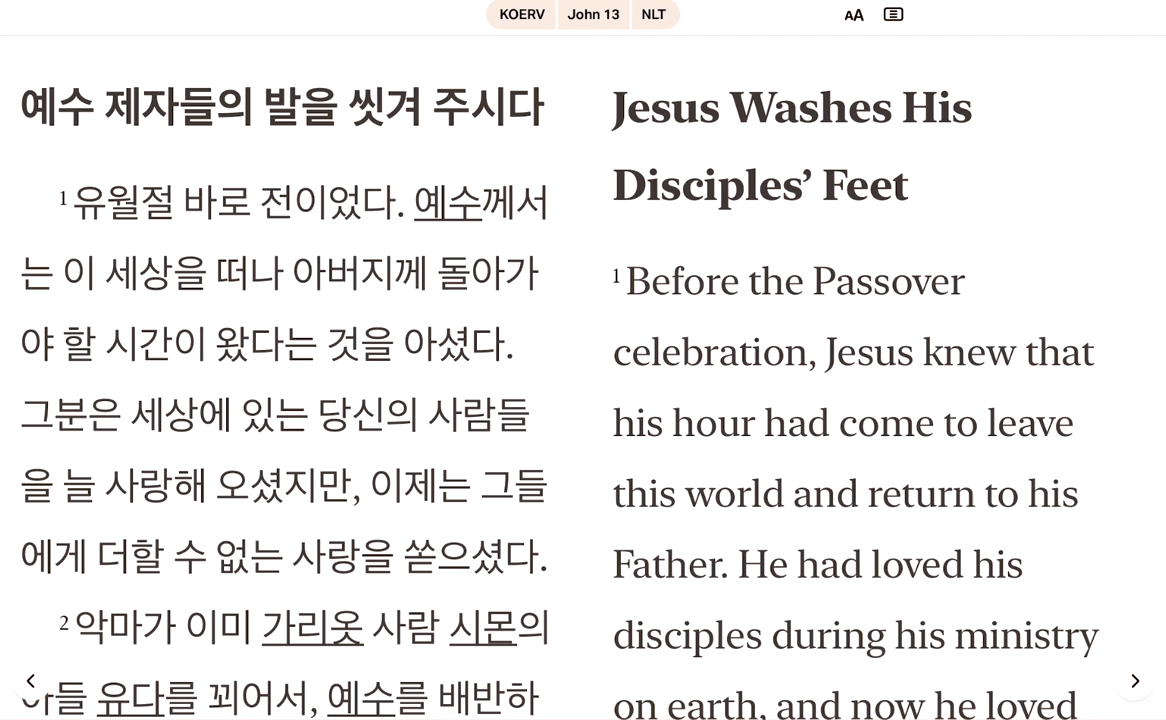 KOERV John 13 NLT AA
예수 제자들의 발을 씻겨 주시다
1 유월절 바로 전이었다. 예수께서
는 이 세상을 떠나 아버지께 돌아가
야 할 시간이 왔다는 것을 아셨다.
그분은 세상에 있는 당신의 사람들
을 늘 사랑해 오셨지만, 이제는 그들
에게 더할 수 없는 사랑을 쏟으셨다.
2 악마가 이미 가리옷 사람 시몬의
아들 유다를 꾀어서, 예수를 배반하
Jesus Washes His
Disciples’ Feet
1 Before the Passover
celebration, Jesus knew that
his hour had come to leave
this world and return to his
Father. He had loved his
disciples during his ministry
on earth, and now he loved